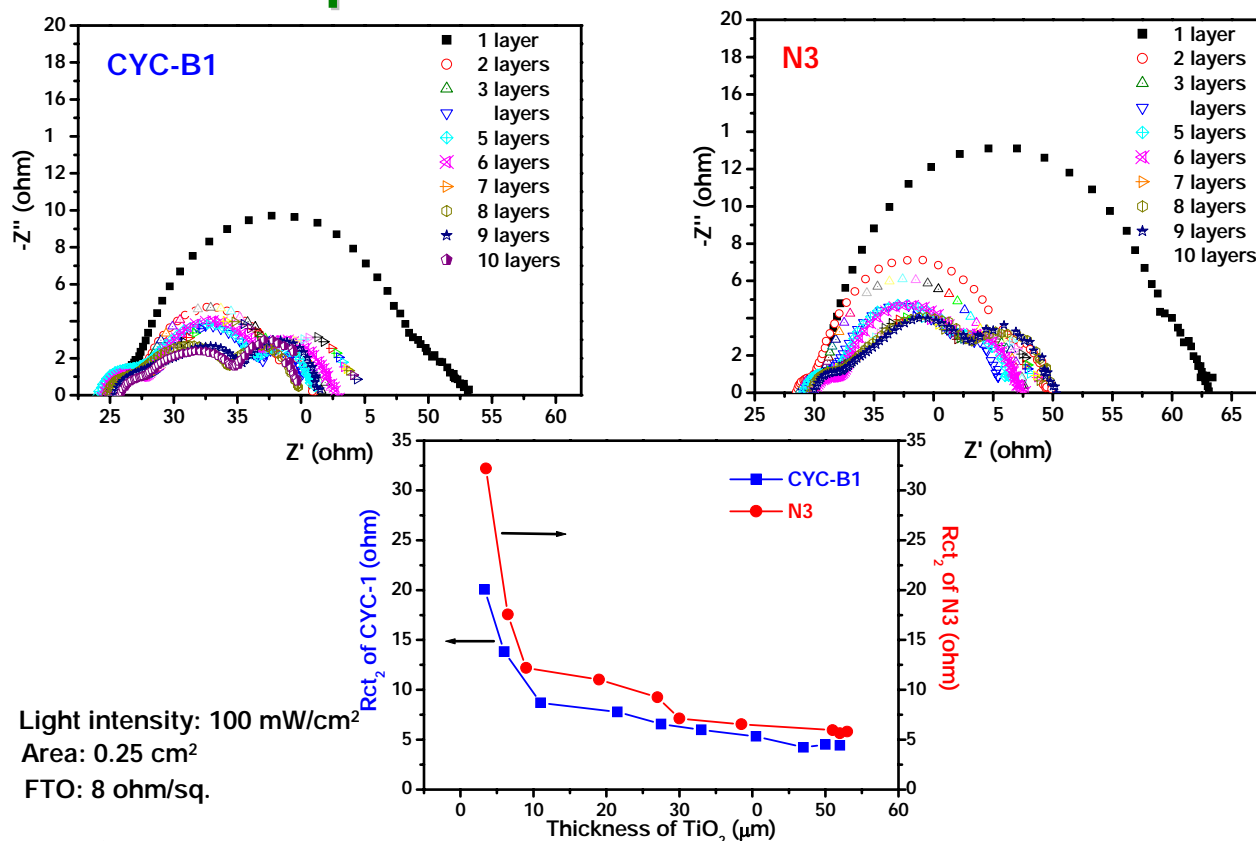 CYC-B1
1 layer
2 layers
3 layers
layers
5 layers
6 layers
7 layers
8 layers
9 layers
10 layers
20
18
16
1
12
10
8
6
4
2
0
-Z'' (ohm)
25 30 35 0 5 50 55 60
Z' (ohm)
N3
1 layer
2 layers
3 layers
layers
5 layers
6 layers
7 layers
8 layers
9 layers
10 layers
20
18
16
1
12
10
8
6
4
2
0
-Z'' (ohm)
25 30 35 0 5 50 55 60 65
Z' (ohm)
CYC-B1
N3
35
30
25
20
15
10
5
0
Rct₂ of CYC-1 (ohm)
35
30
25
20
15
10
5
0
Rct₂ of N3 (ohm)
0 10 20 30 0 50 60
Thickness of TiO₂ (μm)
Light intensity: 100 mW/cm²
Area: 0.25 cm²
FTO: 8 ohm/sq.